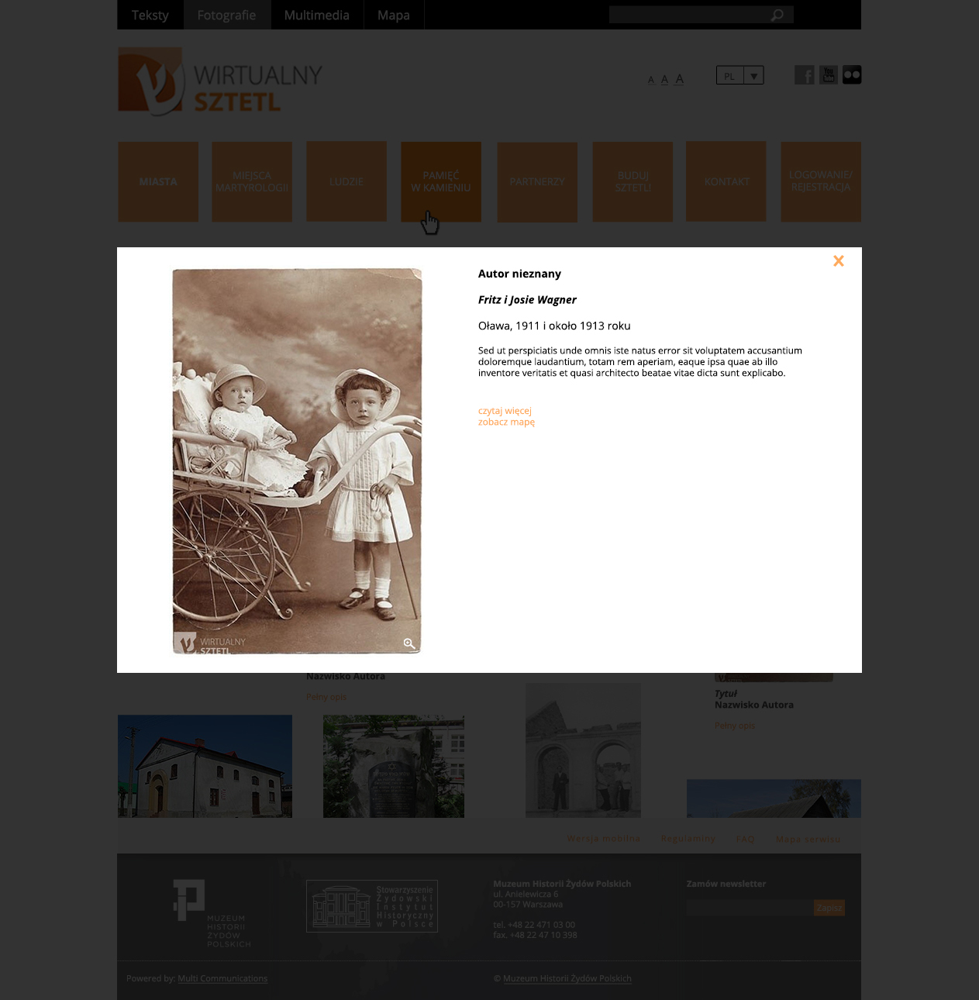 Teksty
Fotografie
Multimedia
Mapa
WIRTUALNY
SZTETL
A A A
PL
f
You
Tube
MIASTA
MIEJSCA
MARTYROLOGII
LUDZIE
PAMIĘĆ
W KAMIENIU
PARTNERZY
BUDUJ
SZTETL!
KONTAKT
LOGOWANIE/
REJESTRACJA
Autor nieznany
Fritz i Josie Wagner
Oława, 1911 i około 1913 roku
Sed ut perspiciatis unde omnis iste natus error sit voluptatem accusantium
doloremque laudantium, totam rem aperiam, eaque ipsa quae ab illo
inventore veritatis et quasi architecto beatae vitae dicta sunt explicabo.
czytaj więcej
zobacz mapę
WIRTUALNY
SZTETL
Nazwisko Autora
Pełny opis
Tytuł
Nazwisko Autora
Pełny opis
Wersja mobilna
Regulaminy
FAQ
Mapa serwisu
MUZEUM
HISTORII
ŻYDÓW
POLSKICH
Stowarzyszenie
Żydowski
Instytut
Historyczny
w Polsce
Muzeum Historii Żydów Polskich
ul. Anielewicza 6
00-157 Warszawa
tel. +48 22 471 03 00
fax. +48 22 47 10 398
Zamów newsletter
Zapisz
Powered by: Multi Communications
© Muzeum Historii Żydów Polskich